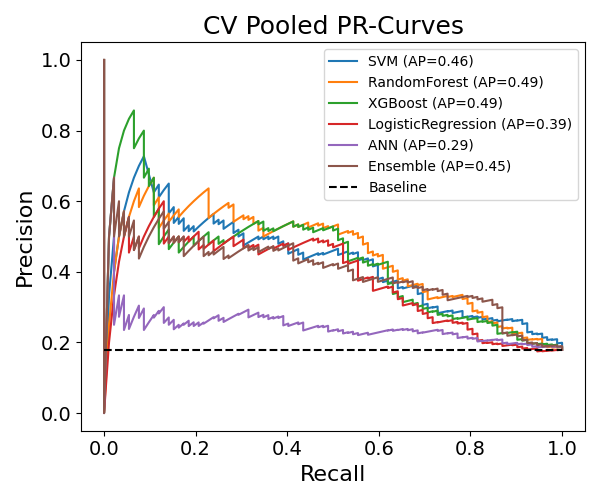 CV Pooled PR-Curves
SVM (AP=0.46)
RandomForest (AP=0.49)
XGBoost (AP=0.49)
LogisticRegression (AP=0.39)
ANN (AP=0.29)
Ensemble (AP=0.45)
Baseline
Precision
1.0
0.8
0.6
0.4
0.2
0.0
0.0 0.2 0.4 0.6 0.8 1.0
Recall